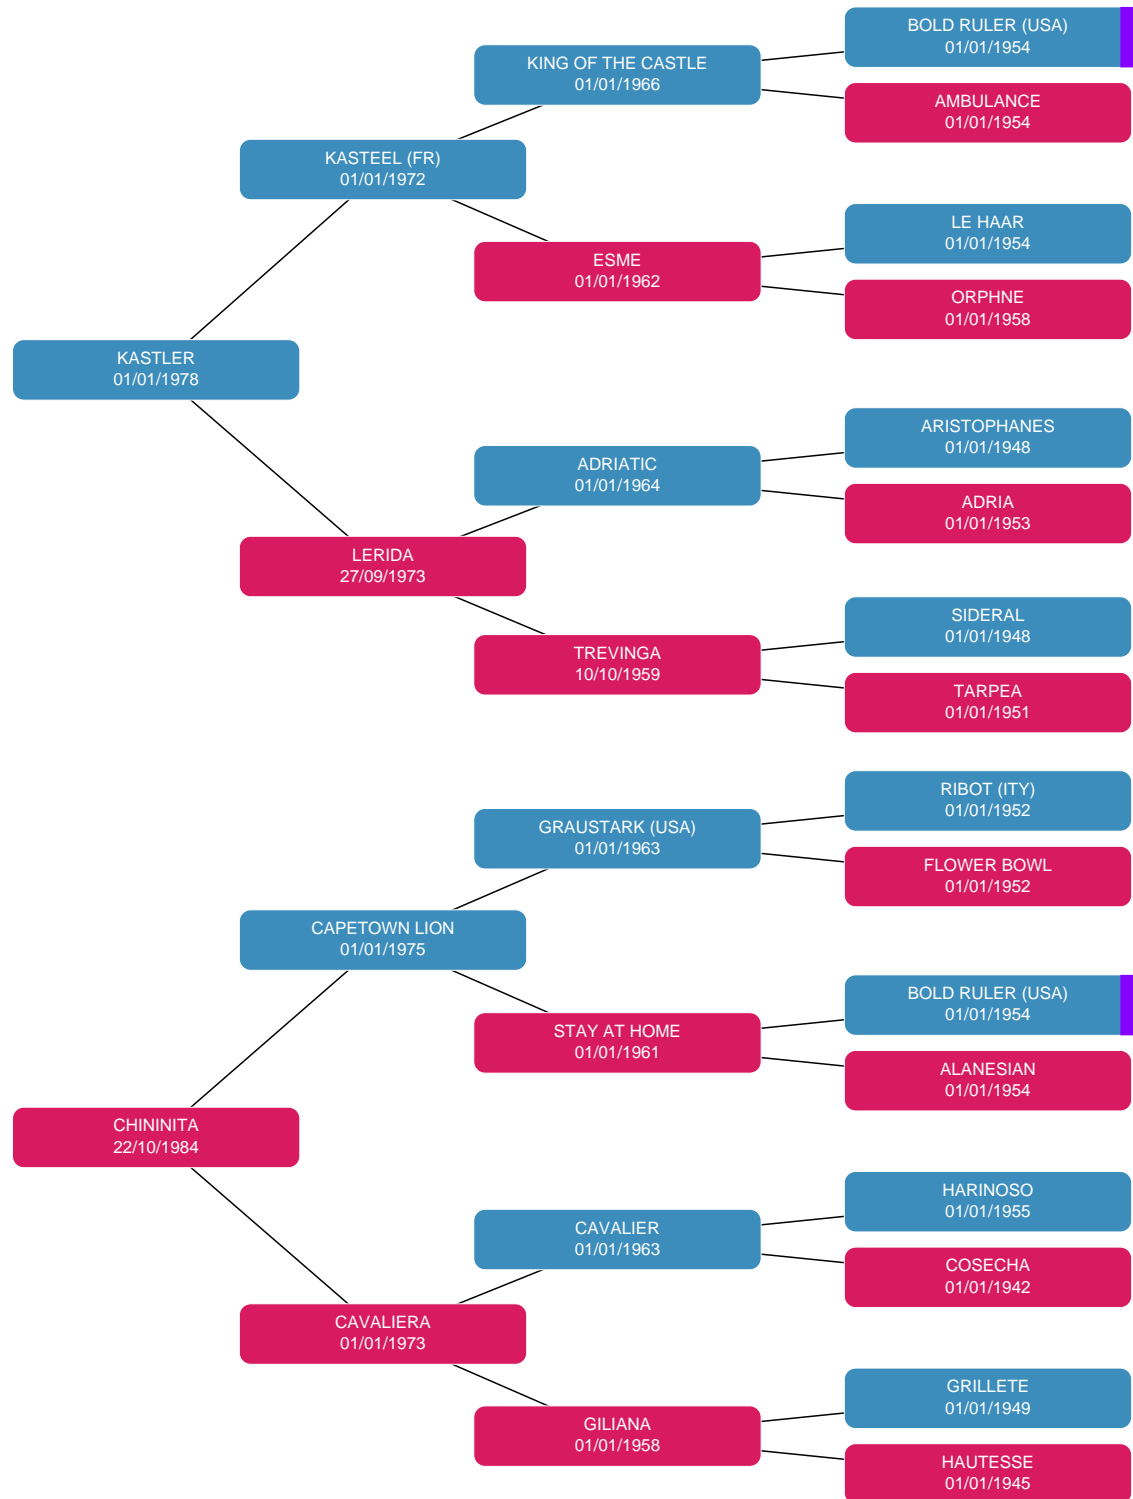 BOLD RULER (USA)
01/01/1954
KING OF THE CASTLE
01/01/1966
AMBULANCE
01/01/1954
KASTEEL (FR)
01/01/1972
LE HAAR
01/01/1954
ESME
01/01/1962
ORPHNE
01/01/1958
KASTLER
01/01/1978
ARISTOPHANES
01/01/1948
ADRIATIC
01/01/1964
ADRIA
01/01/1953
LERIDA
27/09/1973
SIDERAL
01/01/1948
TREVINGA
10/10/1959
TARPEA
01/01/1951
RIBOT (ITY)
01/01/1952
GRAUSTARK (USA)
01/01/1963
FLOWER BOWL
01/01/1952
CAPETOWN LION
01/01/1975
BOLD RULER (USA)
01/01/1954
STAY AT HOME
01/01/1961
ALANESIAN
01/01/1954
CHININITA
22/10/1984
HARINOSO
01/01/1955
CAVALIER
01/01/1963
COSECHA
01/01/1942
CAVALIERA
01/01/1973
GRILLETE
01/01/1949
GILIANA
01/01/1958
HAUTESSE
01/01/1945